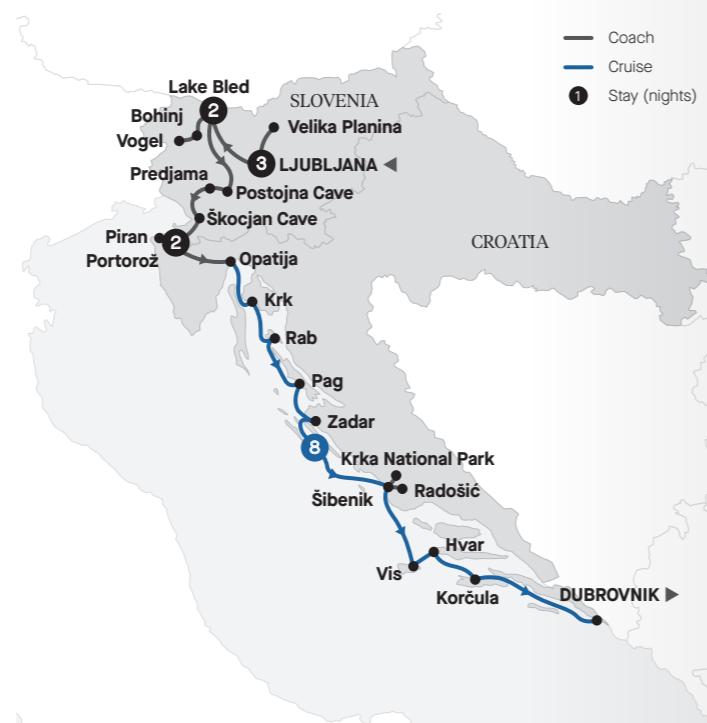 Coach
Cruise
1 Stay (nights)
Lake Bled
2
SLOVENIA
Bohinj
Velika Planina
Vogel
3
LJUBLJANA
Predjama
Postojna Cave
Škocjan Cave
Piran
2
Portorož
Opatija
CROATIA
Krk
Rab
Pag
Zadar
8
Krka National Park
Šibenik
Radošić
Hvar
Vis
Korčula
DUBROVNIK